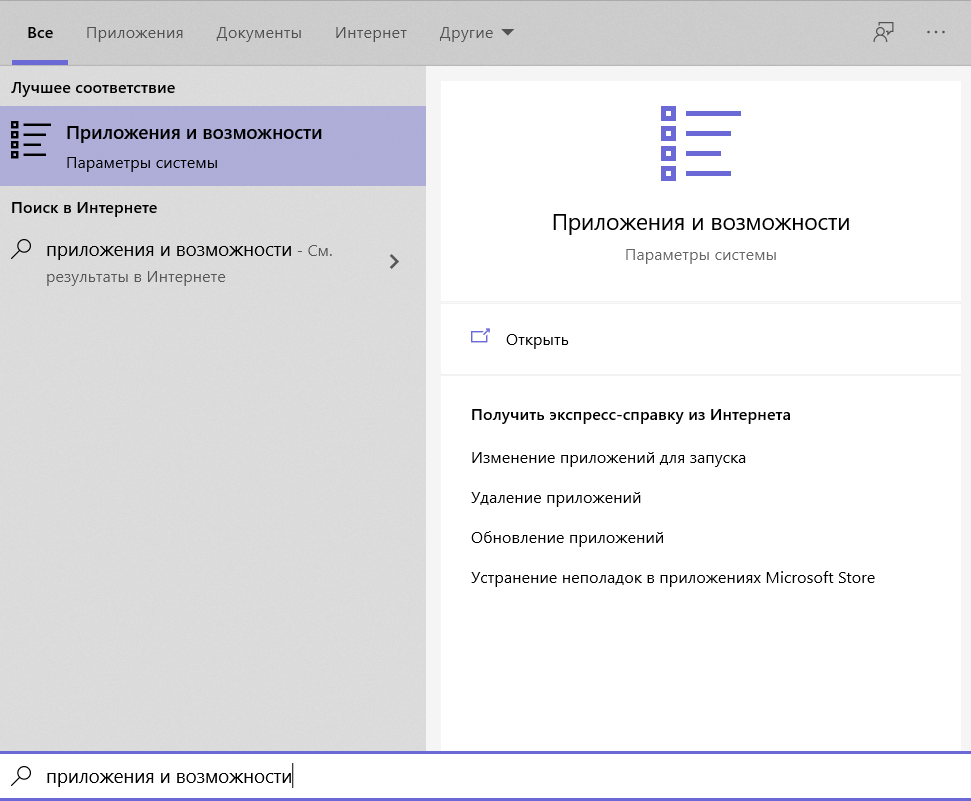 Все Приложения Документы Интернет Другие
Лучшее соответствие
Приложения и возможности
Параметры системы
Поиск в Интернете
приложения и возможности - См.
результаты в Интернете
Приложения и возможности
Параметры системы
Открыть
Получить экспресс-справку из Интернета
Изменение приложений для запуска
Удаление приложений
Обновление приложений
Устранение неполадок в приложениях Microsoft Store
приложения и возможности